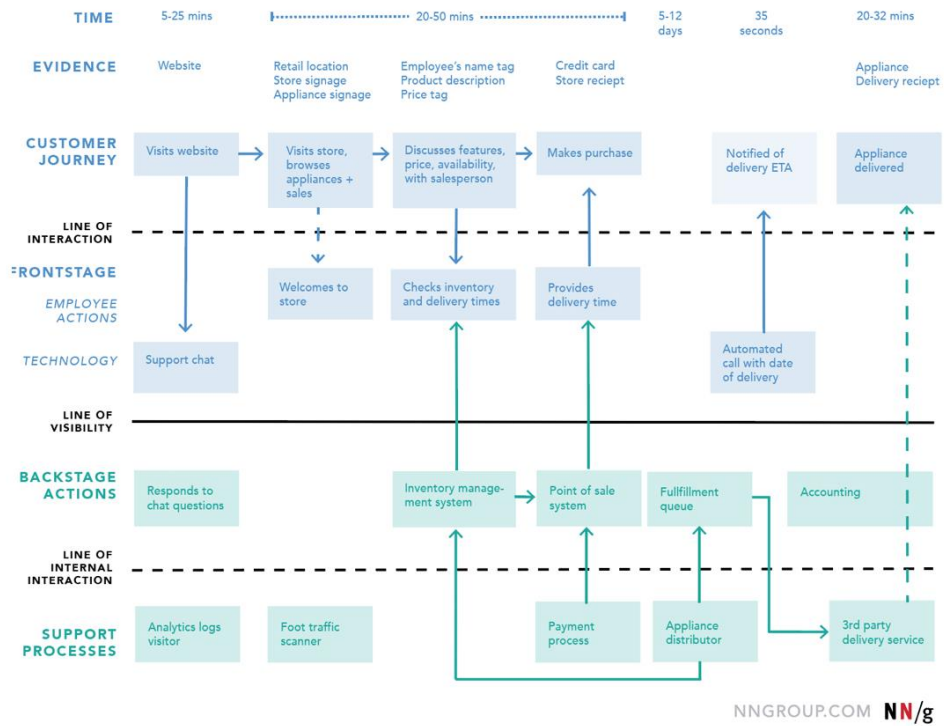 TIME
5-25 mins
20-50 mins
5-12
days
35
seconds
20-32 mins
EVIDENCE
Website
Retail location
Store signage
Appliance signage
Employee's name tag
Product description
Price tag
Credit card
Store reciept
Appliance
Delivery reciept
CUSTOMER
JOURNEY
Visits website
Visits store,
browses
appliances +
sales
Discusses features,
price, availability,
with salesperson
Makes purchase
Notified of
delivery ETA
Appliance
delivered
LINE OF
INTERACTION
FRONTSTAGE
EMPLOYEE
ACTIONS
Welcomes to
store
Checks inventory
and delivery times
Provides
delivery time
TECHNOLOGY
Support chat
Automated
call with date
of delivery
LINE OF
VISIBILITY
BACKSTAGE
ACTIONS
Responds to
chat questions
Inventory manage-
ment system
Point of sale
system
Fullfillment
queue
Accounting
LINE OF
INTERNAL
INTERACTION
SUPPORT
PROCESSES
Analytics logs
visitor
Foot traffic
scanner
Payment
process
Appliance
distributor
3rd party
delivery service
NNGROUP.COM NN/g